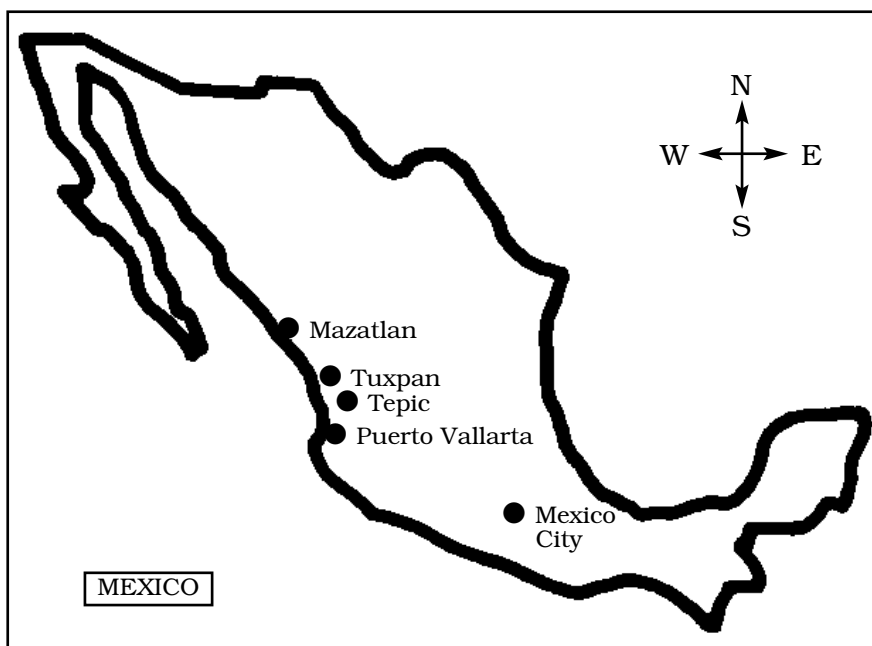 N
W E
S
Mazatlan
Tuxpan
Tepic
Puerto Vallarta
Mexico
City
MEXICO